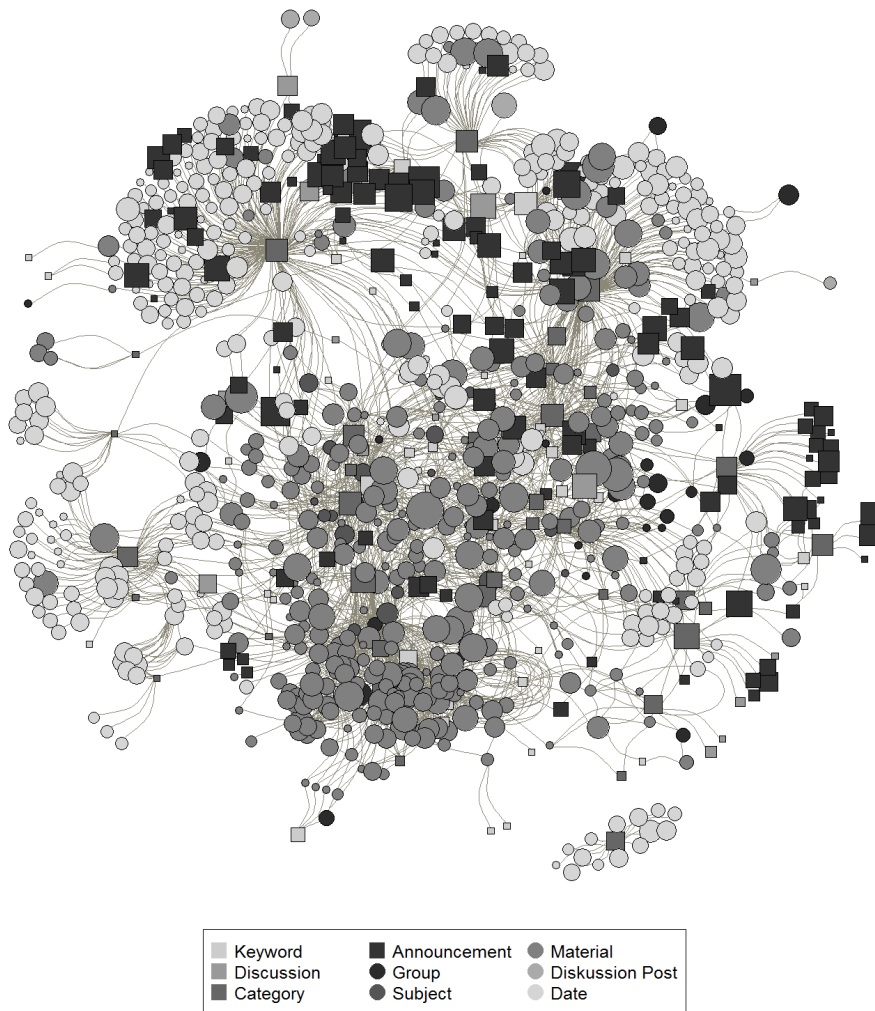 Keyword
Discussion
Category
Announcement
Group
Subject
Material
Diskussion Post
Date